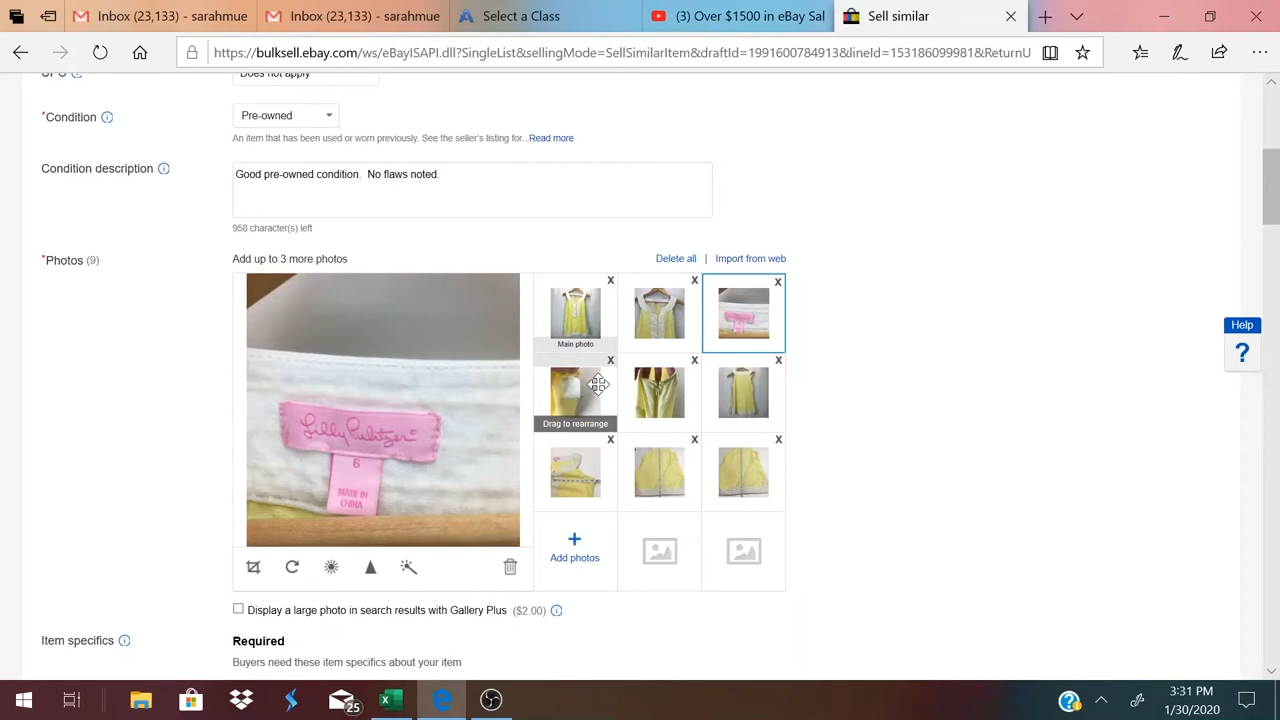 Inbox (23,133) - sarahmue
Inbox (23,133) - sarahmue
Select a Class
(3) Over $1500 in eBay Sal
Sell similar
https://bulksell.ebay.com/ws/eBayISAPI.dll?SingleList&sellingMode=SellSimilarItem&draftId=1991600784913&lineId=153186099981&ReturnU
UPC
Does not apply
*Condition
Pre-owned
An item that has been used or worn previously. See the seller's listing for...Read more
Condition description
Good pre-owned condition. No flaws noted.
958 character(s) left
*Photos (9)
Add up to 3 more photos
Delete all | Import from web
Main photo
Drag to rearrange
Lilly Pulitzer
6
MADE IN
CHINA
Add photos
Help
?
Display a large photo in search results with Gallery Plus ($2.00)
Item specifics
Required
Buyers need these item specifics about your item
25
3:31 PM
1/30/2020